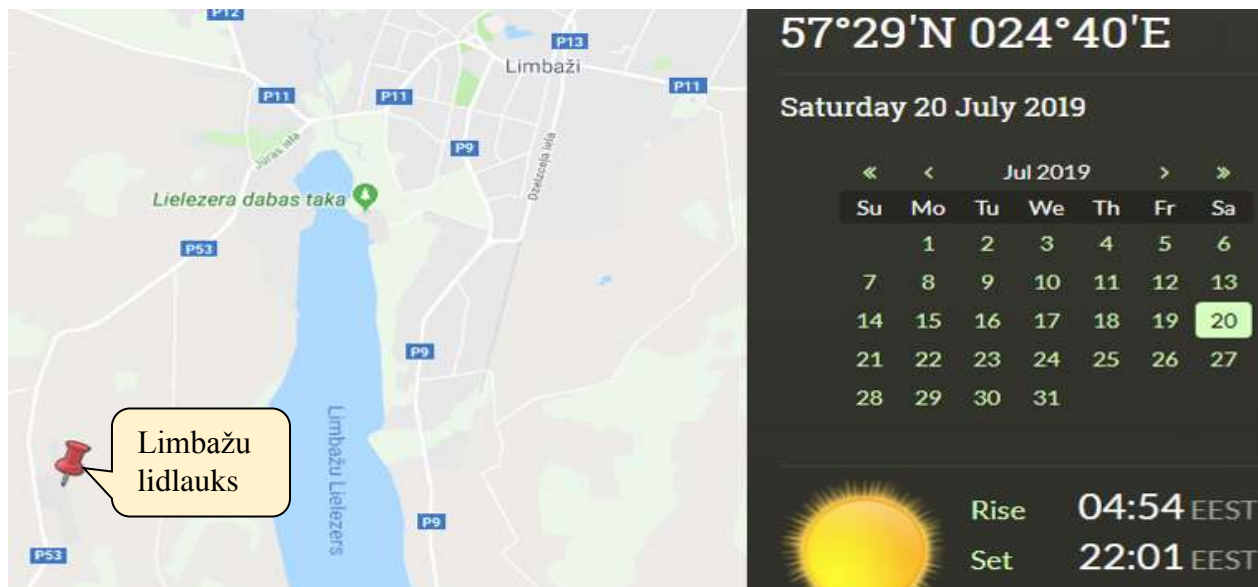 P12
P13
Limbaži
P11
P11
P11
Jūras iela
P9
Dzelzceļa iela
Lielezera dabas taka
P53
P9
Limbažu
lidlauks
Limbažu Lielezers
P9
P53
57°29'N 024°40'E
Saturday 20 July 2019
« < Jul 2019 > »
Su Mo Tu We Th Fr Sa
1 2 3 4 5 6
7 8 9 10 11 12 13
14 15 16 17 18 19 20
21 22 23 24 25 26 27
28 29 30 31
Rise 04:54 EEST
Set 22:01 EEST